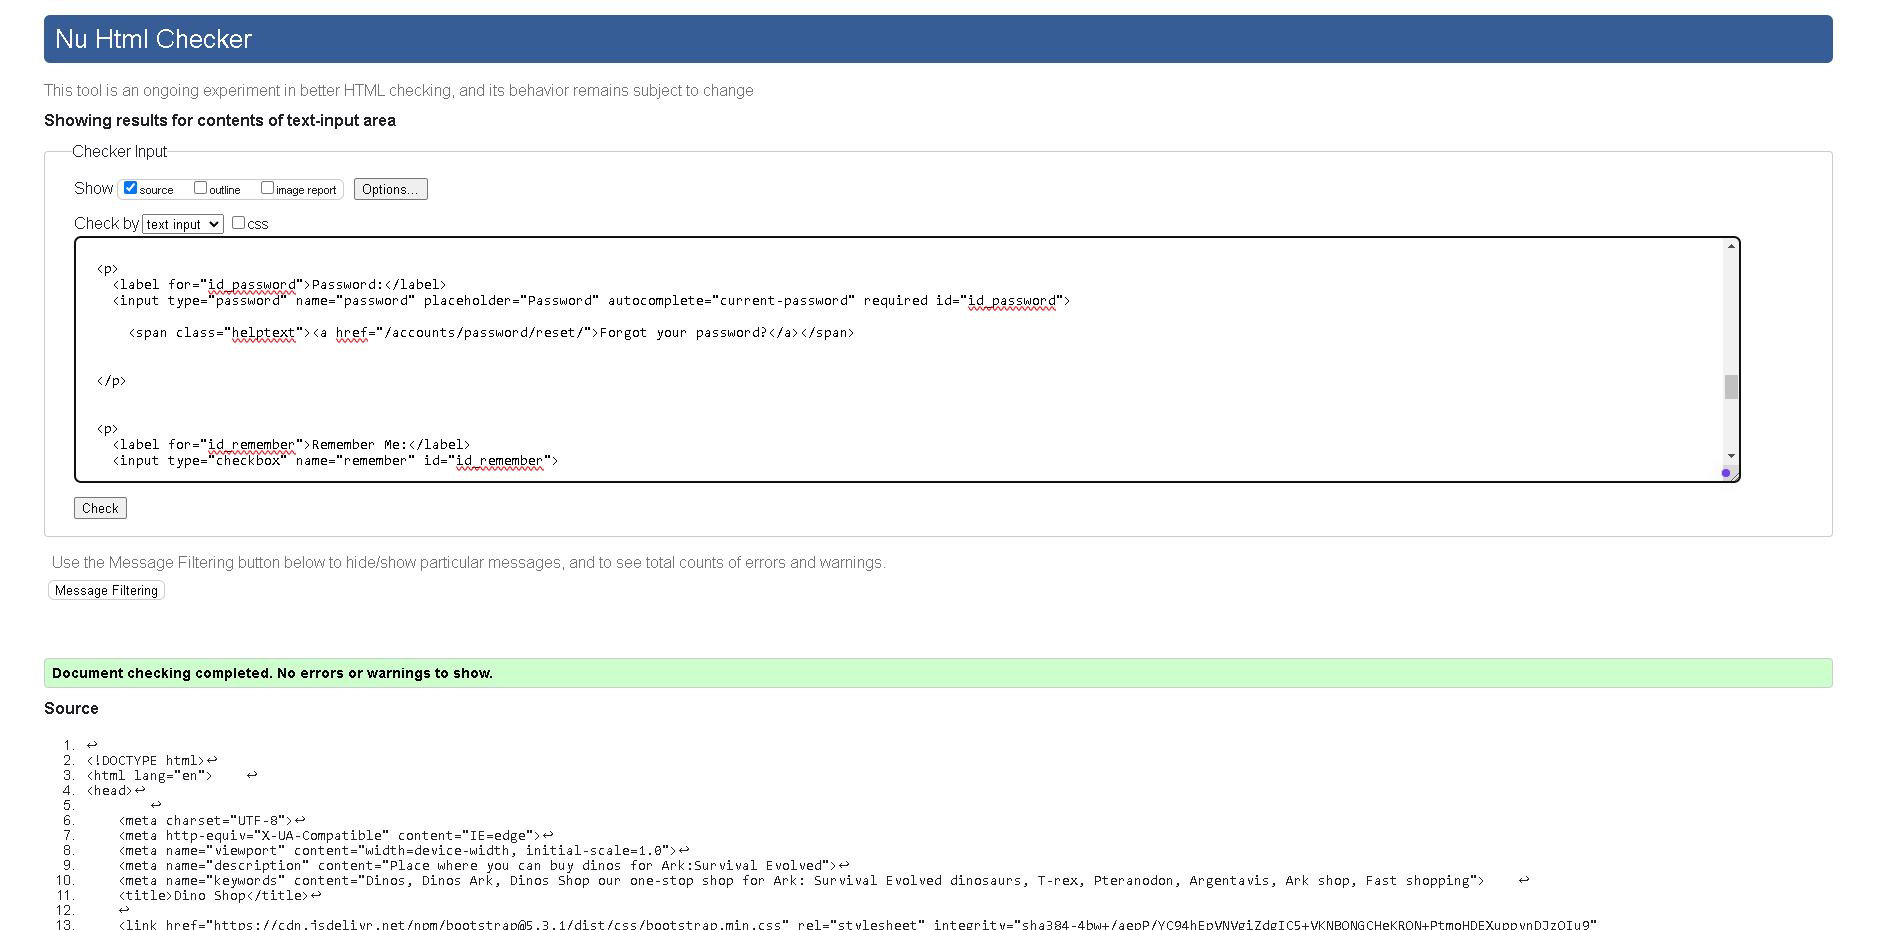 Nu Html Checker
This tool is an ongoing experiment in better HTML checking, and its behavior remains subject to change
Showing results for contents of text-input area
Checker Input
Show source outline image report Options...
Check by text input css
<p>
<label for="id_password">Password:</label>
<input type="password" name="password" placeholder="Password" autocomplete="current-password" required id="id_password">
<span class="helptext"><a href="/accounts/password/reset/">Forgot your password?</a></span>
</p>
<p>
<label for="id_remember">Remember Me:</label>
<input type="checkbox" name="remember" id="id_remember">
Check
Use the Message Filtering button below to hide/show particular messages, and to see total counts of errors and warnings.
Message Filtering
Document checking completed. No errors or warnings to show.
Source
1. ↩
2. <!DOCTYPE html>↩
3. <html lang="en"> ↩
4. <head>↩
5. ↩
6. <meta charset="UTF-8">↩
7. <meta http-equiv="X-UA-Compatible" content="IE=edge">↩
8. <meta name="viewport" content="width=device-width, initial-scale=1.0">↩
9. <meta name="description" content="Place where you can buy dinos for Ark:Survival Evolved">↩
10. <meta name="keywords" content="Dinos, Dinos Ark, Dinos Shop our one-stop shop for Ark: Survival Evolved dinosaurs, T-rex, Pteranodon, Argentavis, Ark shop, Fast shopping"> ↩
11. <title>Dino Shop</title>↩
12. ↩
13. <link href="https://cdn.jsdelivr.net/npm/bootstrap@5.3.1/dist/css/bootstrap.min.css" rel="stylesheet"